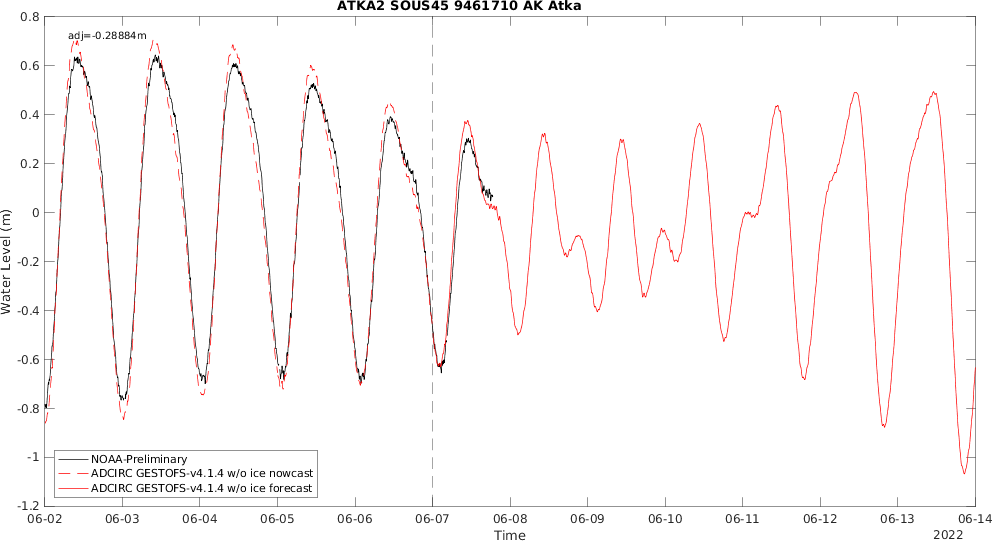 ATKA2 SOUS45 9461710 AK Atka
adj=-0.28884m
Water Level (m)
0.8
0.6
0.4
0.2
0
-0.2
-0.4
-0.6
-0.8
-1
-1.2
NOAA-Preliminary
ADCIRC GESTOFS-v4.1.4 w/o ice nowcast
ADCIRC GESTOFS-v4.1.4 w/o ice forecast
06-02 06-03 06-04 06-05 06-06 06-07 06-08 06-09 06-10 06-11 06-12 06-13 06-14
Time
2022